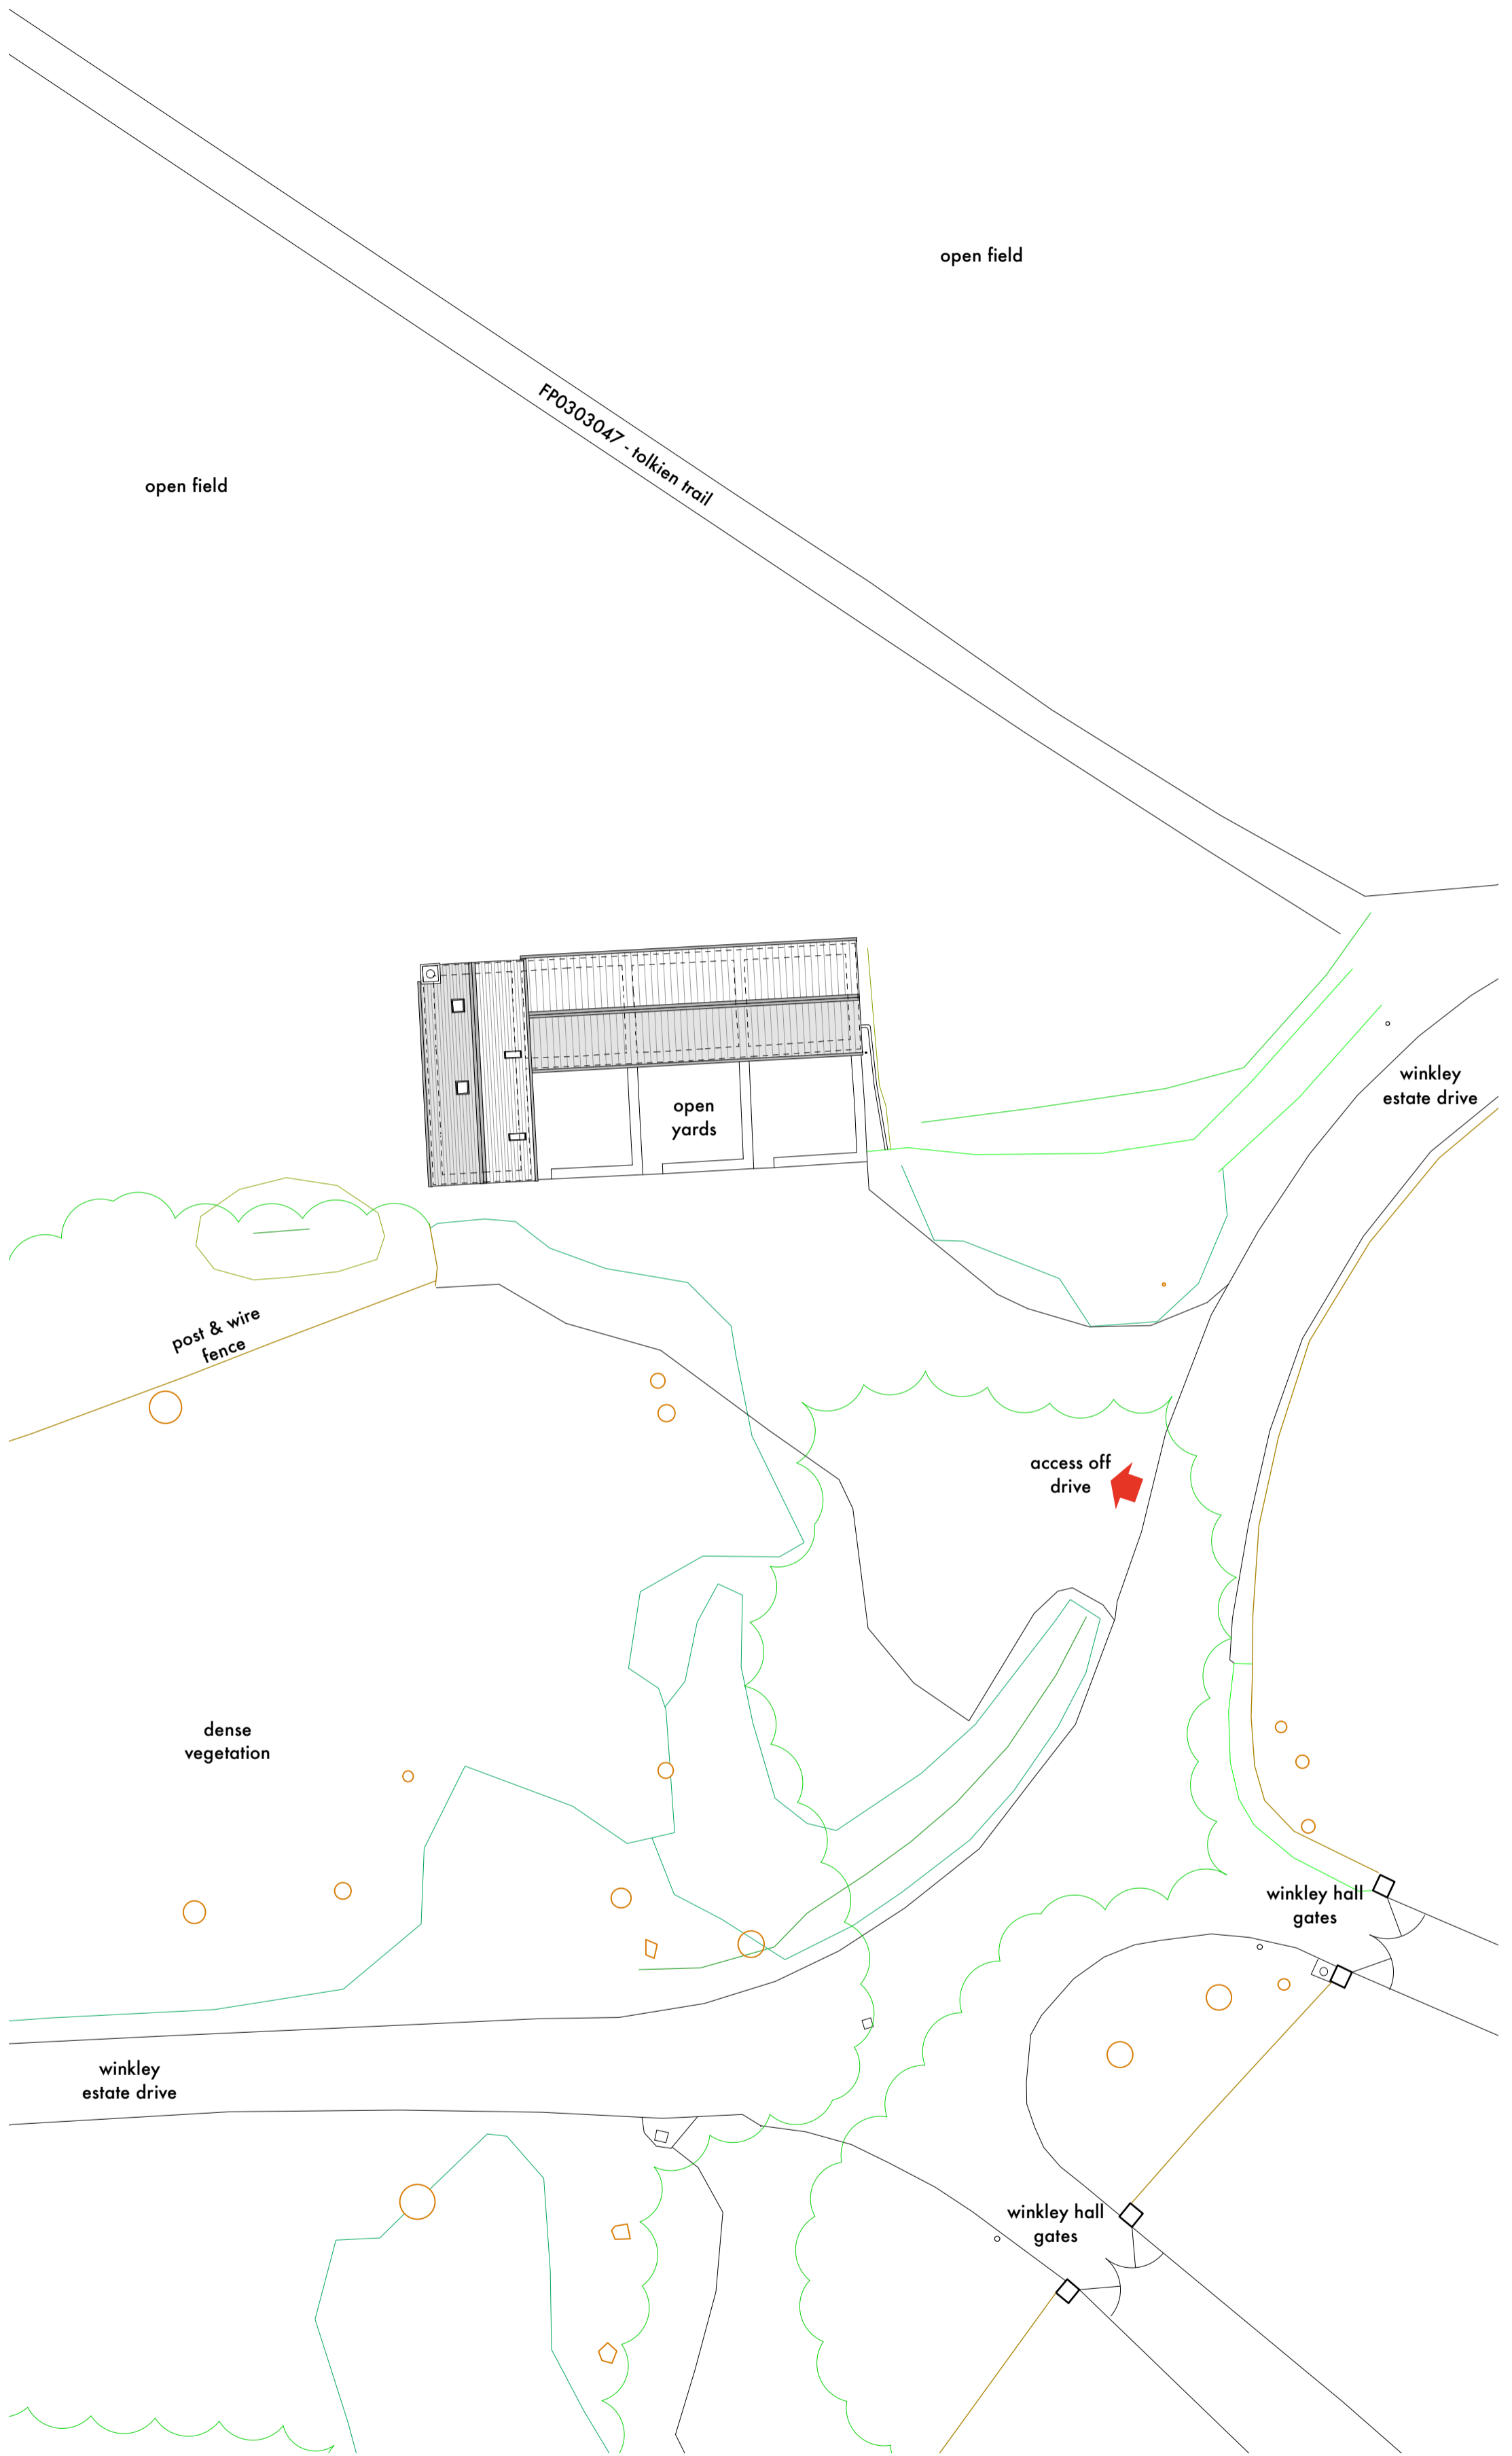 open field
FP0303047 - tolkien trail
open field
winkley
estate drive
open
yards
post & wire
fence
access off
drive
dense
vegetation
winkley hall
gates
winkley
estate drive
winkley hall
gates